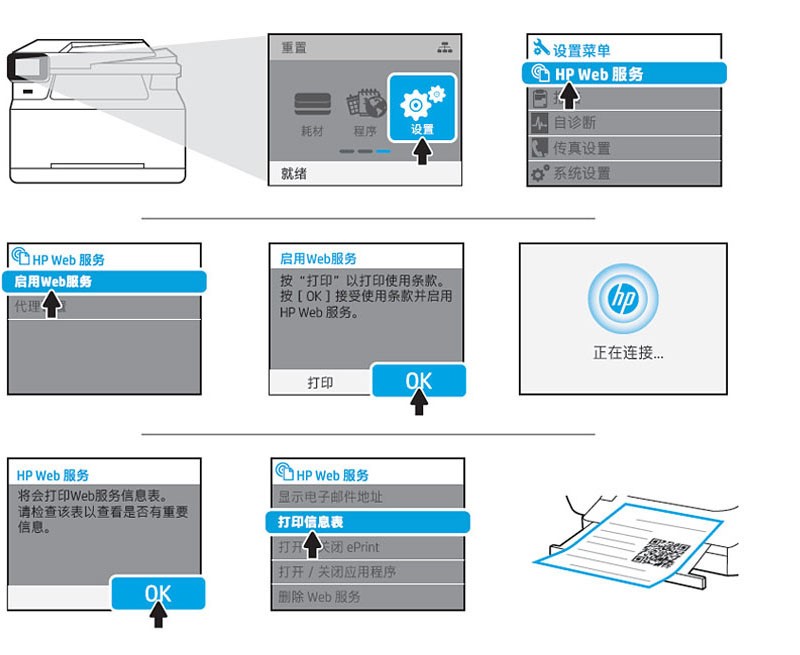 重置
耗材
程序
设置
就绪
设置菜单
HP Web 服务
自诊断
传真设置
系统设置
HP Web 服务
启用Web服务
代理
启用Web服务
按“打印”以打印使用条款。
按 [ OK ] 接受使用条款并启用
HP Web 服务。
打印
OK
hp
正在连接...
HP Web 服务
将会打印Web服务信息表。
请检查该表以查看是否有重要
信息。
OK
HP Web 服务
显示电子邮件地址
打印信息表
打开 关闭 ePrint
打开 / 关闭应用程序
删除 Web 服务